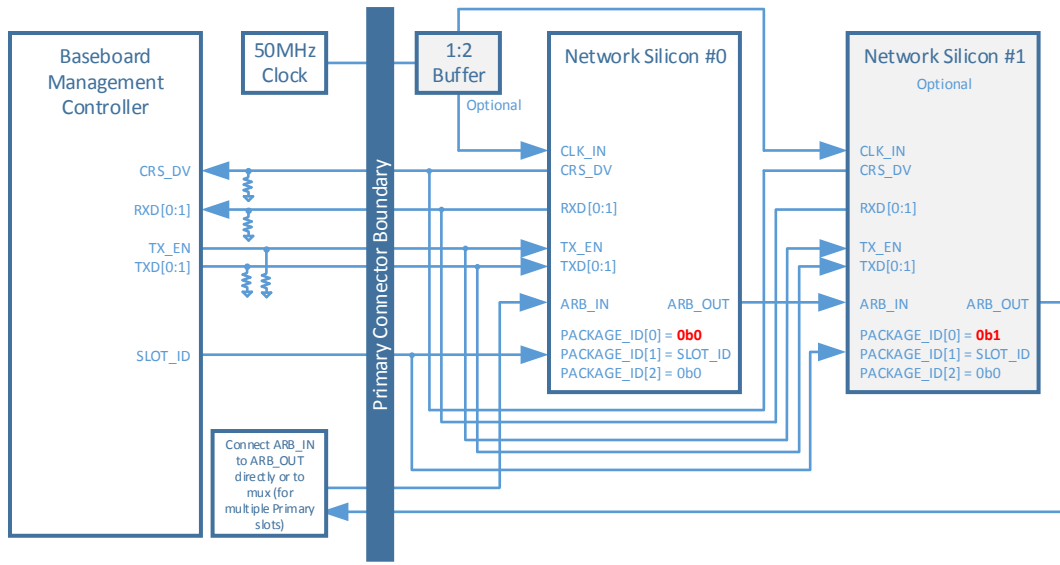 Baseboard
Management
Controller
CRS_DV
RXD[0:1]
TX_EN
TXD[0:1]
SLOT_ID
50MHz
Clock
Connect ARB_IN
to ARB_OUT
directly or to
mux (for
multiple Primary
slots)
Primary Connector Boundary
1:2
Buffer
Optional
Network Silicon #0
CLK_IN
CRS_DV
RXD[0:1]
TX_EN
TXD[0:1]
ARB_IN ARB_OUT
PACKAGE_ID[0] = 0b0
PACKAGE_ID[1] = SLOT_ID
PACKAGE_ID[2] = 0b0
Network Silicon #1
Optional
CLK_IN
CRS_DV
RXD[0:1]
TX_EN
TXD[0:1]
ARB_IN ARB_OUT
PACKAGE_ID[0] = 0b1
PACKAGE_ID[1] = SLOT_ID
PACKAGE_ID[2] = 0b0